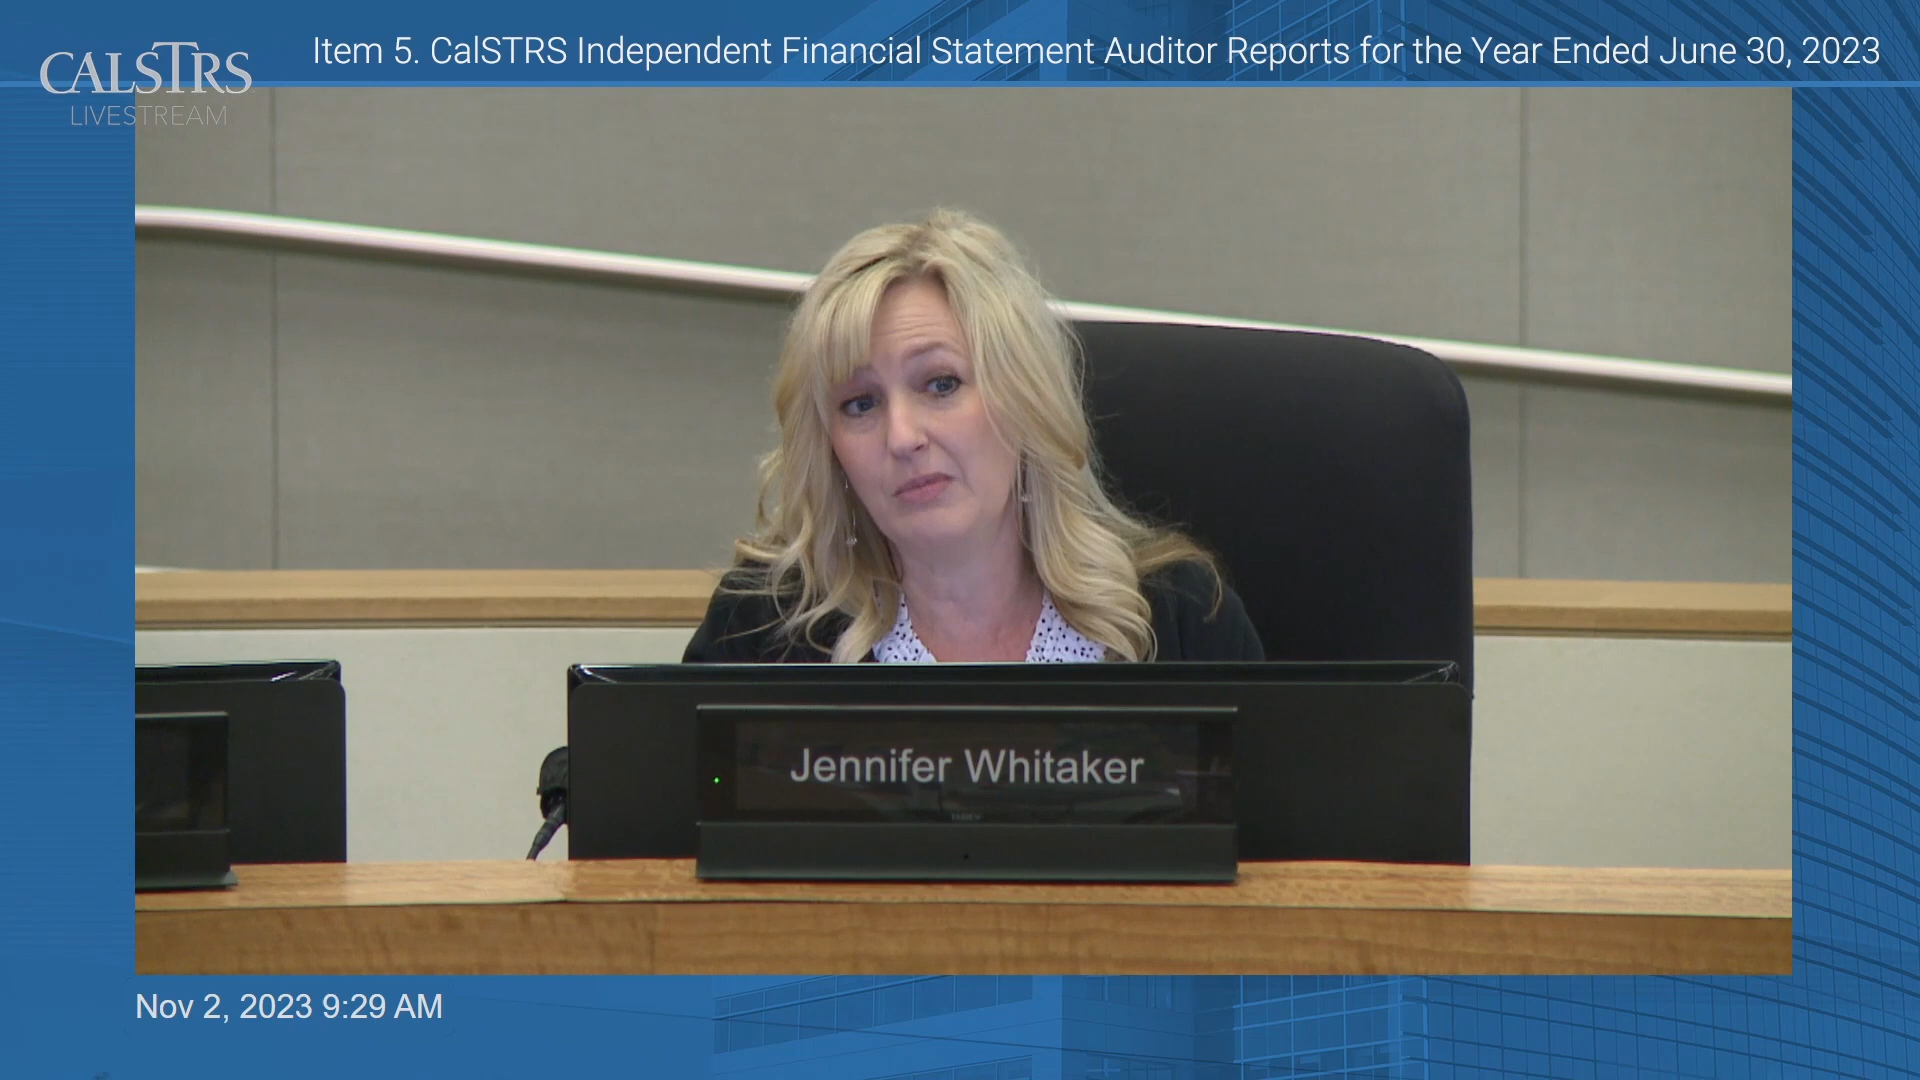 Item 5. CalSTRS Independent Financial Statement Auditor Reports for the Year Ended June 30, 2023
CALSTRS
LIVESTREAM
Jennifer Whitaker
Nov 2, 2023 9:29 AM